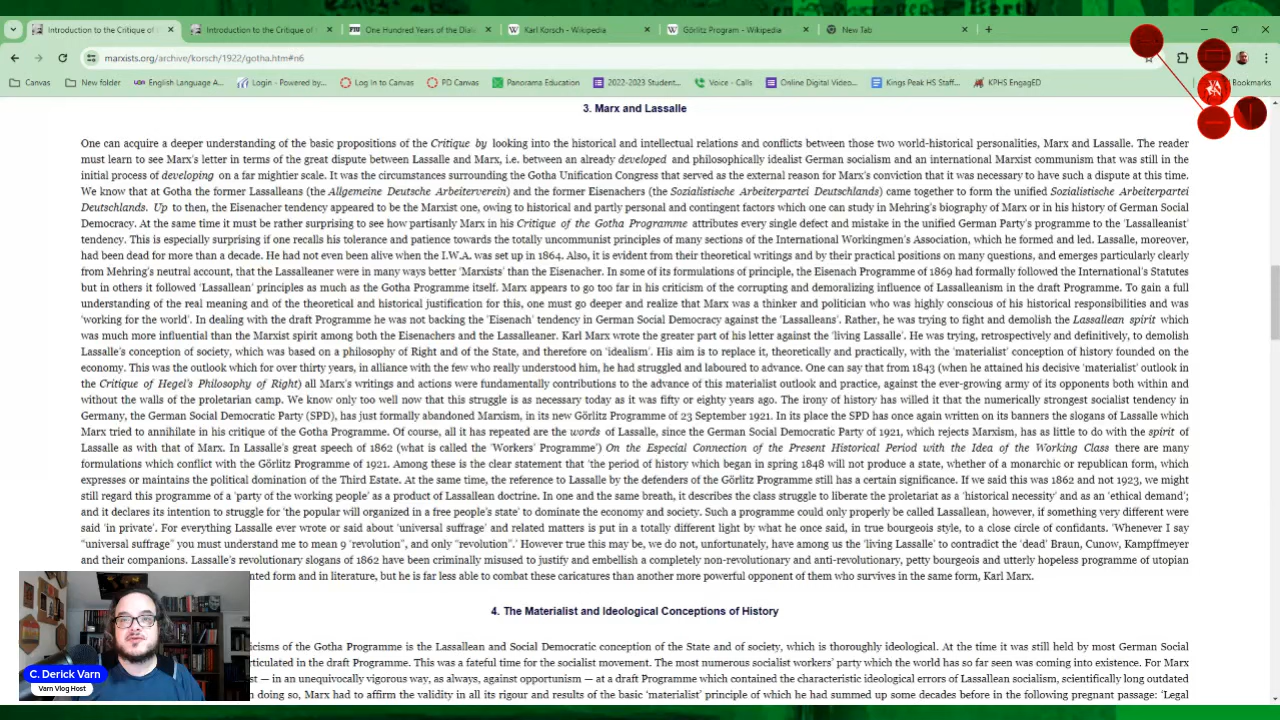 Introduction to the Critique of
Introduction to the Critique of
One Hundred Years of the Dial
Karl Korsch - Wikipedia
Görlitz Program - Wikipedia
New Tab
marxists.org/archive/korsch/1922/gotha.htm#n6
Canvas
New folder
English Language A...
Login - Powered by...
Log in to Canvas
PD Canvas
Panorama Education
2022-2023 Student...
Voice - Calls
Online Digital Video...
Kings Peak HS Staff...
KPHS EngagED
Bookmarks
3. Marx and Lassalle
One can acquire a deeper understanding of the basic propositions of the Critique by looking into the historical and intellectual relations and conflicts between those two world-historical personalities, Marx and Lassalle. The reader
must learn to see Marx's letter in terms of the great dispute between Lassalle and Marx, i.e. between an already developed and philosophically idealist German socialism and an international Marxist communism that was still in the
initial process of developing on a far mightier scale. It was the circumstances surrounding the Gotha Unification Congress that served as the external reason for Marx's conviction that it was necessary to have such a dispute at this time.
We know that at Gotha the former Lassalleans (the Allgemeine Deutsche Arbeiterverein) and the former Eisenachers (the Sozialistische Arbeiterpartei Deutschlands) came together to form the unified Sozialistische Arbeiterpartei
Deutschlands. Up to then, the Eisenacher tendency appeared to be the Marxist one, owing to historical and partly personal and contingent factors which one can study in Mehring's biography of Marx or in his history of German Social
Democracy. At the same time it must be rather surprising to see how partisanly Marx in his Critique of the Gotha Programme attributes every single defect and mistake in the unified German Party's programme to the 'Lassalleanist'
tendency. This is especially surprising if one recalls his tolerance and patience towards the totally uncommunist principles of many sections of the International Workingmen's Association, which he formed and led. Lassalle, moreover,
had been dead for more than a decade. He had not even been alive when the I.W.A. was set up in 1864. Also, it is evident from their theoretical writings and by their practical positions on many questions, and emerges particularly clearly
from Mehring's neutral account, that the Lassalleaner were in many ways better 'Marxists' than the Eisenacher. In some of its formulations of principle, the Eisenach Programme of 1869 had formally followed the International's Statutes
but in others it followed 'Lassallean' principles as much as the Gotha Programme itself. Marx appears to go too far in his criticism of the corrupting and demoralizing influence of Lassalleanism in the draft Programme. To gain a full
understanding of the real meaning and of the theoretical and historical justification for this, one must go deeper and realize that Marx was a thinker and politician who was highly conscious of his historical responsibilities and was
'working for the world'. In dealing with the draft Programme he was not backing the 'Eisenach' tendency in German Social Democracy against the 'Lassalleans'. Rather, he was trying to fight and demolish the Lassallean spirit which
was much more influential than the Marxist spirit among both the Eisenachers and the Lassalleaner. Karl Marx wrote the greater part of his letter against the 'living Lassalle'. He was trying, retrospectively and definitively, to demolish
Lassalle's conception of society, which was based on a philosophy of Right and of the State, and therefore on 'idealism'. His aim is to replace it, theoretically and practically, with the 'materialist' conception of history founded on the
economy. This was the outlook which for over thirty years, in alliance with the few who really understood him, he had struggled and laboured to advance. One can say that from 1843 (when he attained his decisive 'materialist' outlook in
the Critique of Hegel's Philosophy of Right) all Marx's writings and actions were fundamentally contributions to the advance of this materialist outlook and practice, against the ever-growing army of its opponents both within and
without the walls of the proletarian camp. We know only too well now that this struggle is as necessary today as it was fifty or eighty years ago. The irony of history has willed it that the numerically strongest socialist tendency in
Germany, the German Social Democratic Party (SPD), has just formally abandoned Marxism, in its new Görlitz Programme of 23 September 1921. In its place the SPD has once again written on its banners the slogans of Lassalle which
Marx tried to annihilate in his critique of the Gotha Programme. Of course, all it has repeated are the words of Lassalle, since the German Social Democratic Party of 1921, which rejects Marxism, has as little to do with the spirit of
Lassalle as with that of Marx. In Lassalle's great speech of 1862 (what is called the 'Workers' Programme') On the Especial Connection of the Present Historical Period with the Idea of the Working Class there are many
formulations which conflict with the Görlitz Programme of 1921. Among these is the clear statement that 'the period of history which began in spring 1848 will not produce a state, whether of a monarchic or republican form, which
expresses or maintains the political domination of the Third Estate. At the same time, the reference to Lassalle by the defenders of the Görlitz Programme still has a certain significance. If we said this was 1862 and not 1923, we might
still regard this programme of a 'party of the working people' as a product of Lassallean doctrine. In one and the same breath, it describes the class struggle to liberate the proletariat as a 'historical necessity' and as an 'ethical demand';
and it declares its intention to struggle for 'the popular will organized in a free people's state' to dominate the economy and society. Such a programme could only properly be called Lassallean, however, if something very different were
said 'in private'. For everything Lassalle ever wrote or said about 'universal suffrage' and related matters is put in a totally different light by what he once said, in true bourgeois style, to a close circle of confidants. 'Whenever I say
"universal suffrage" you must understand me to mean 9 "revolution", and only "revolution".' However true this may be, we do not, unfortunately, have among us the 'living Lassalle' to contradict the 'dead' Braun, Cunow, Kampffmeyer
and their companions. Lassalle's revolutionary slogans of 1862 have been criminally misused to justify and embellish a completely non-revolutionary and anti-revolutionary, petty bourgeois and utterly hopeless programme of utopian
nted form and in literature, but he is far less able to combat these caricatures than another more powerful opponent of them who survives in the same form, Karl Marx.
4. The Materialist and Ideological Conceptions of History
icisms of the Gotha Programme is the Lassallean and Social Democratic conception of the State and of society, which is thoroughly ideological. At the time it was still held by most German Social
rticulated in the draft Programme. This was a fateful time for the socialist movement. The most numerous socialist workers' party which the world has so far seen was coming into existence. For Marx
st — in an unequivocally vigorous way, as always, against opportunism — at a draft Programme which contained the characteristic ideological errors of Lassallean socialism, scientifically long outdated
n doing so, Marx had to affirm the validity in all its rigour and results of the basic 'materialist' principle of which he had summed up some decades before in the following pregnant passage: 'Legal
C. Derick Varn
Varn Vlog Host